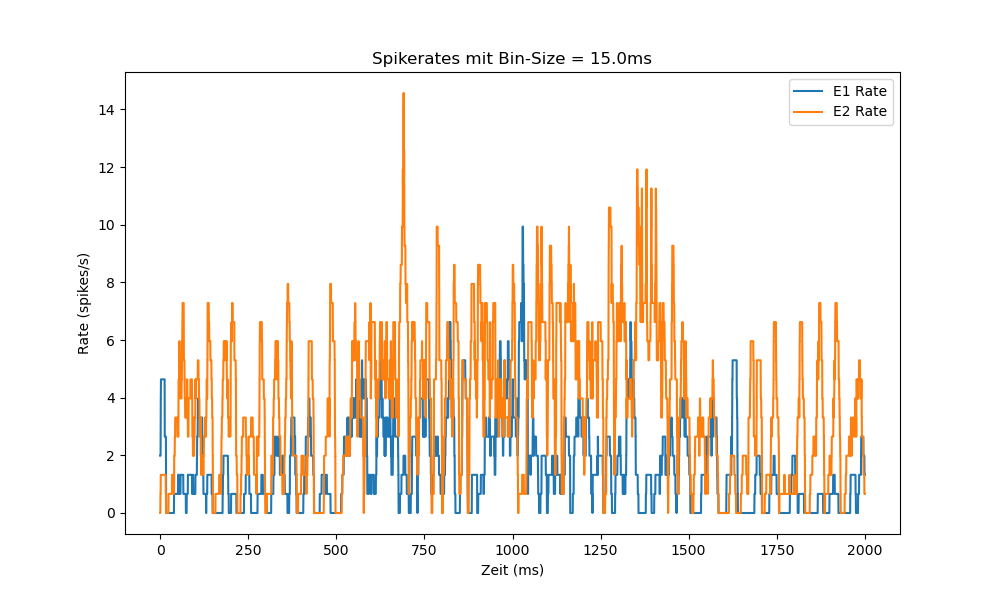 Spikerates mit Bin-Size = 15.0ms
E1 Rate
E2 Rate
Rate (spikes/s)
14
12
10
8
6
4
2
0
0 250 500 750 1000 1250 1500 1750 2000
Zeit (ms)